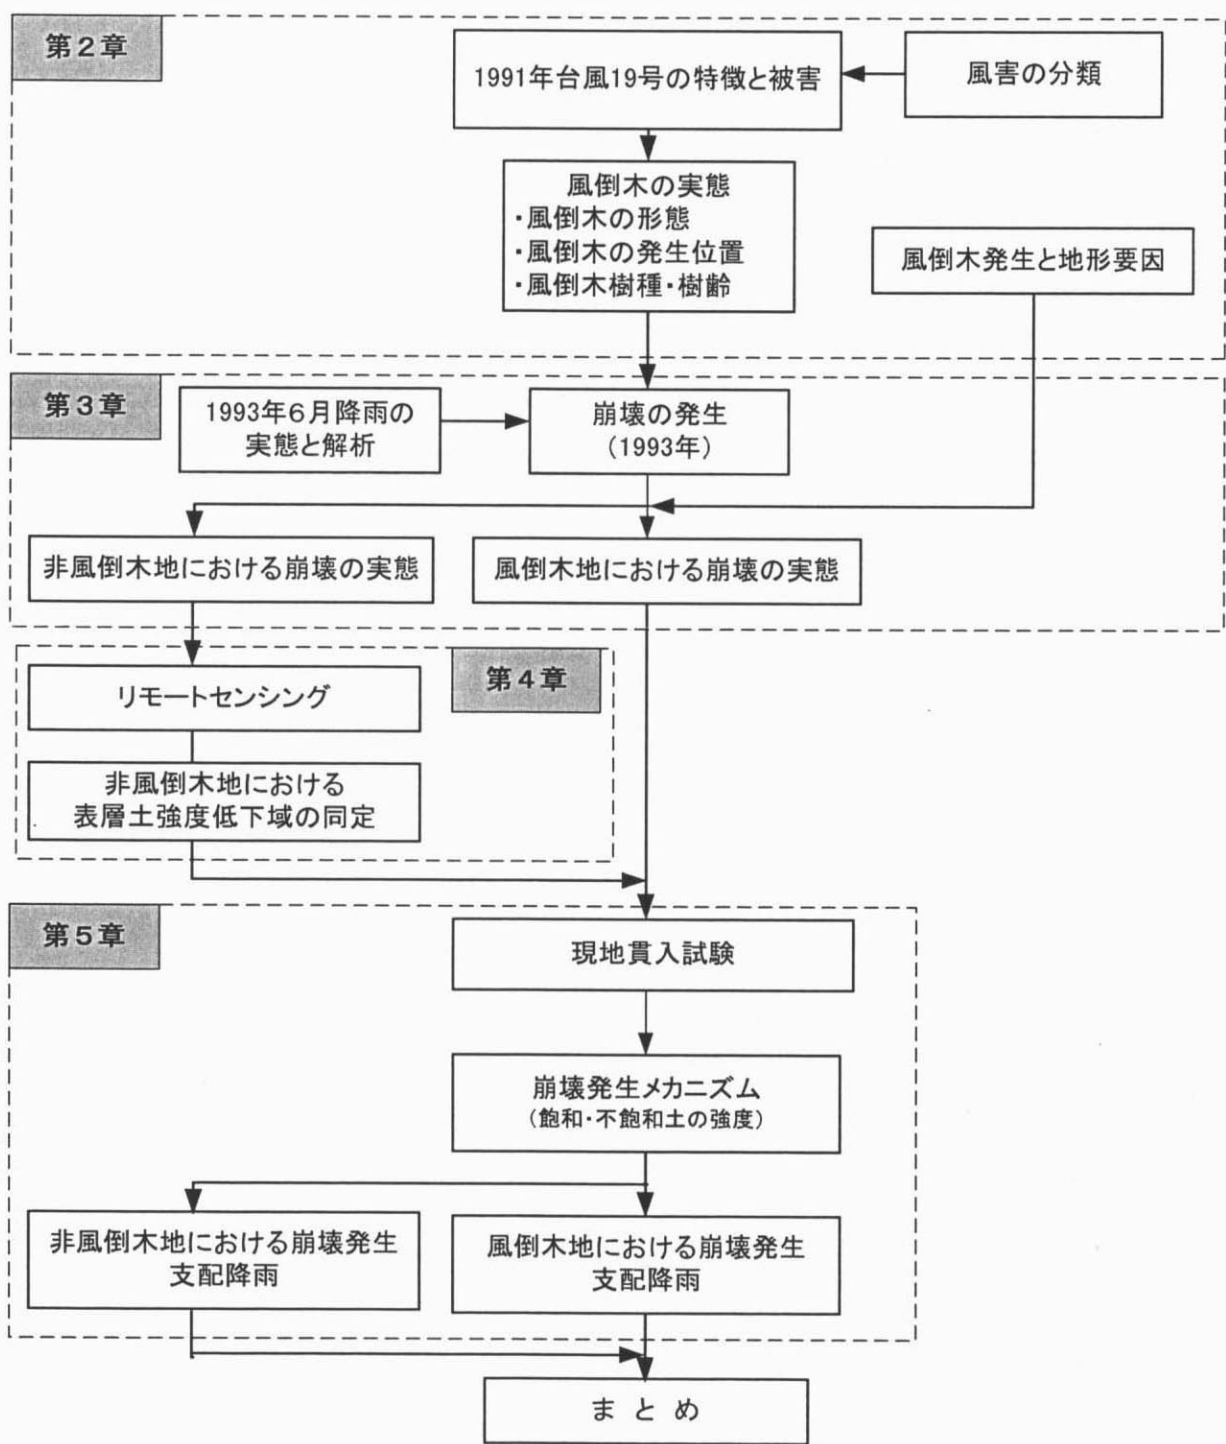 第2章
1991年台風19号の特徴と被害
風害の分類
風倒木の実態
・風倒木の形態
・風倒木の発生位置
・風倒木樹種・樹齢
風倒木発生と地形要因
第3章
1993年6月降雨の
実態と解析
崩壊の発生
(1993年)
非風倒木地における崩壊の実態
風倒木地における崩壊の実態
第4章
リモートセンシング
非風倒木地における
表層土強度低下域の同定
第5章
現地貫入試験
崩壊発生メカニズム
(飽和・不飽和土の強度)
非風倒木地における崩壊発生
支配降雨
風倒木地における崩壊発生
支配降雨
まとめ